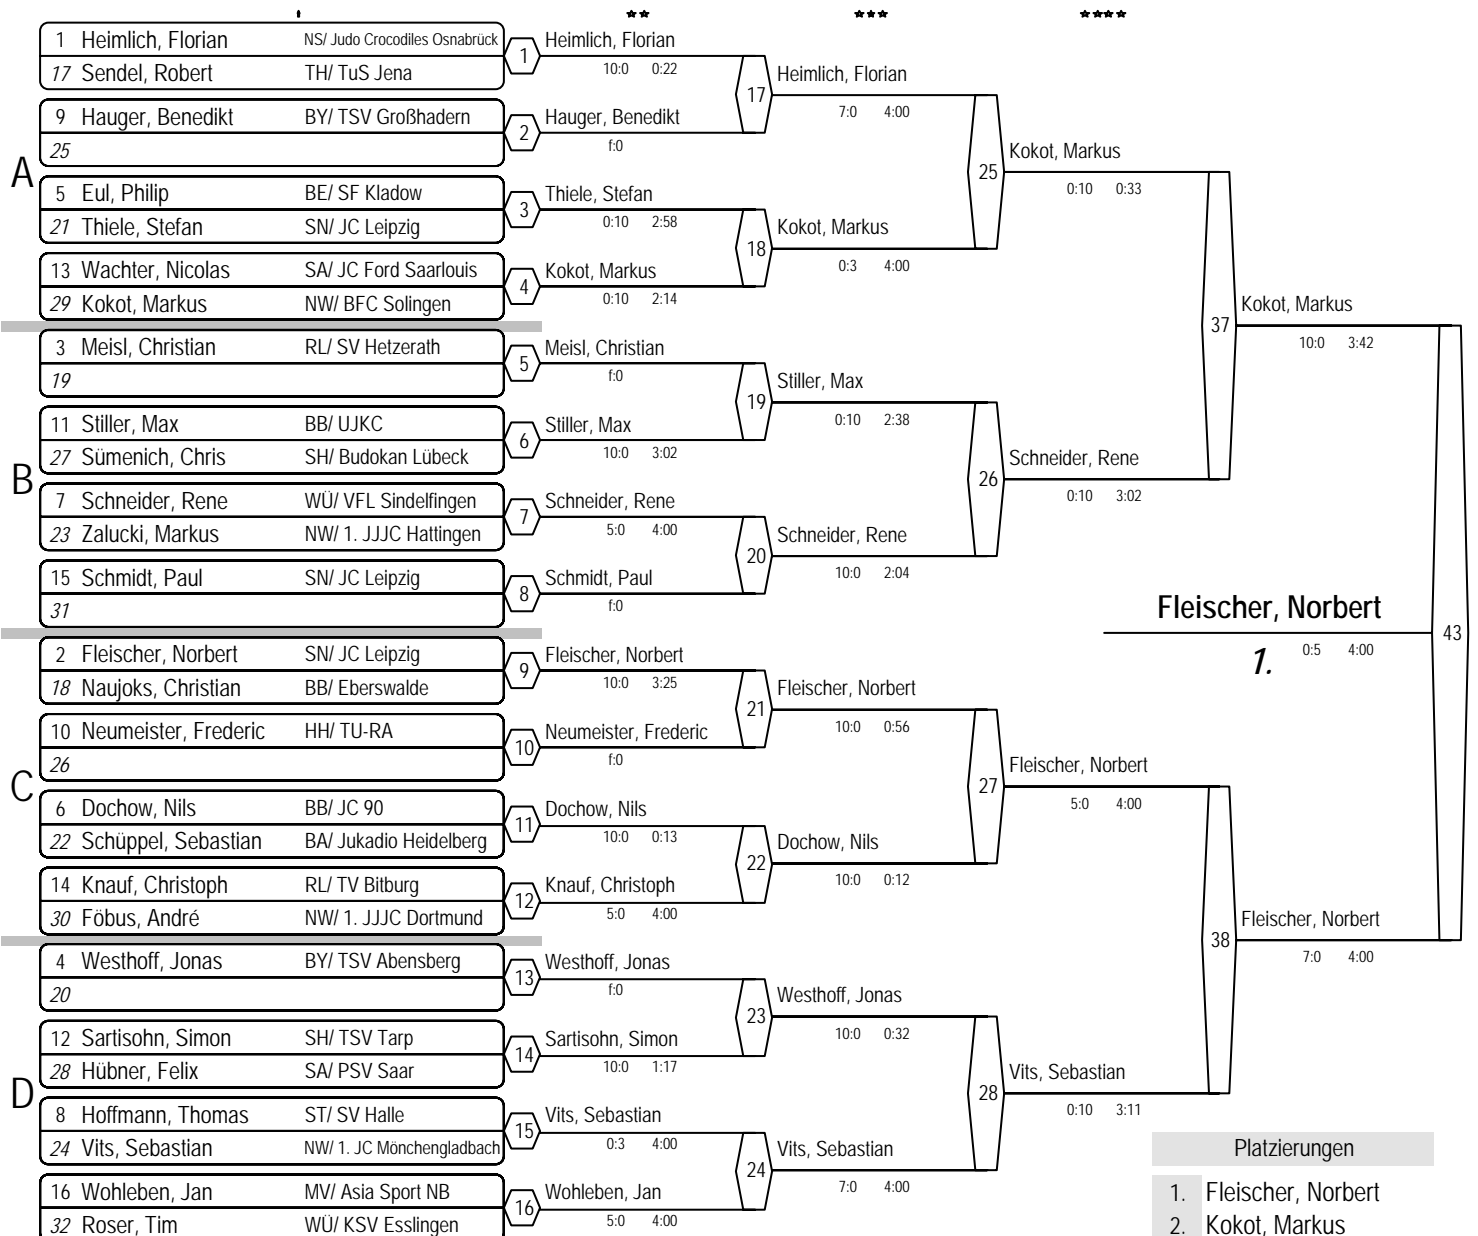 * ** *** ****
1 Heimlich, Florian NS/ Judo Crocodiles Osnabrück
17 Sendel, Robert TH/ TuS Jena
1
Heimlich, Florian
10:0 0:22
9 Hauger, Benedikt BY/ TSV Großhadern
25
2
Hauger, Benedikt
f:0
17
Heimlich, Florian
7:0 4:00
A
5 Eul, Philip BE/ SF Kladow
21 Thiele, Stefan SN/ JC Leipzig
3
Thiele, Stefan
0:10 2:58
13 Wachter, Nicolas SA/ JC Ford Saarlouis
29 Kokot, Markus NW/ BFC Solingen
4
Kokot, Markus
0:10 2:14
18
Kokot, Markus
0:3 4:00
25
Kokot, Markus
0:10 0:33
3 Meisl, Christian RL/ SV Hetzerath
19
5
Meisl, Christian
f:0
11 Stiller, Max BB/ UJKC
27 Sümenich, Chris SH/ Budokan Lübeck
6
Stiller, Max
10:0 3:02
19
Stiller, Max
0:10 2:38
B
7 Schneider, Rene WÜ/ VFL Sindelfingen
23 Zalucki, Markus NW/ 1. JJJC Hattingen
7
Schneider, Rene
5:0 4:00
15 Schmidt, Paul SN/ JC Leipzig
31
8
Schmidt, Paul
f:0
20
Schneider, Rene
10:0 2:04
26
Schneider, Rene
0:10 3:02
37
Kokot, Markus
10:0 3:42
2 Fleischer, Norbert SN/ JC Leipzig
18 Naujoks, Christian BB/ Eberswalde
9
Fleischer, Norbert
10:0 3:25
10 Neumeister, Frederic HH/ TU-RA
26
10
Neumeister, Frederic
f:0
21
Fleischer, Norbert
10:0 0:56
C
6 Dochow, Nils BB/ JC 90
22 Schüppel, Sebastian BA/ Jukadio Heidelberg
11
Dochow, Nils
10:0 0:13
14 Knauf, Christoph RL/ TV Bitburg
30 Föbus, André NW/ 1. JJJC Dortmund
12
Knauf, Christoph
5:0 4:00
22
Dochow, Nils
10:0 0:12
27
Fleischer, Norbert
5:0 4:00
4 Westhoff, Jonas BY/ TSV Abensberg
20
13
Westhoff, Jonas
f:0
12 Sartisohn, Simon SH/ TSV Tarp
28 Hübner, Felix SA/ PSV Saar
14
Sartisohn, Simon
10:0 1:17
23
Westhoff, Jonas
10:0 0:32
D
8 Hoffmann, Thomas ST/ SV Halle
24 Vits, Sebastian NW/ 1. JC Mönchengladbach
15
Vits, Sebastian
0:3 4:00
16 Wohleben, Jan MV/ Asia Sport NB
32 Roser, Tim WÜ/ KSV Esslingen
16
Wohleben, Jan
5:0 4:00
24
Vits, Sebastian
7:0 4:00
28
Vits, Sebastian
0:10 3:11
38
Fleischer, Norbert
7:0 4:00
43
Fleischer, Norbert
1. 0:5 4:00
Platzierungen
1. Fleischer, Norbert
2. Kokot, Markus